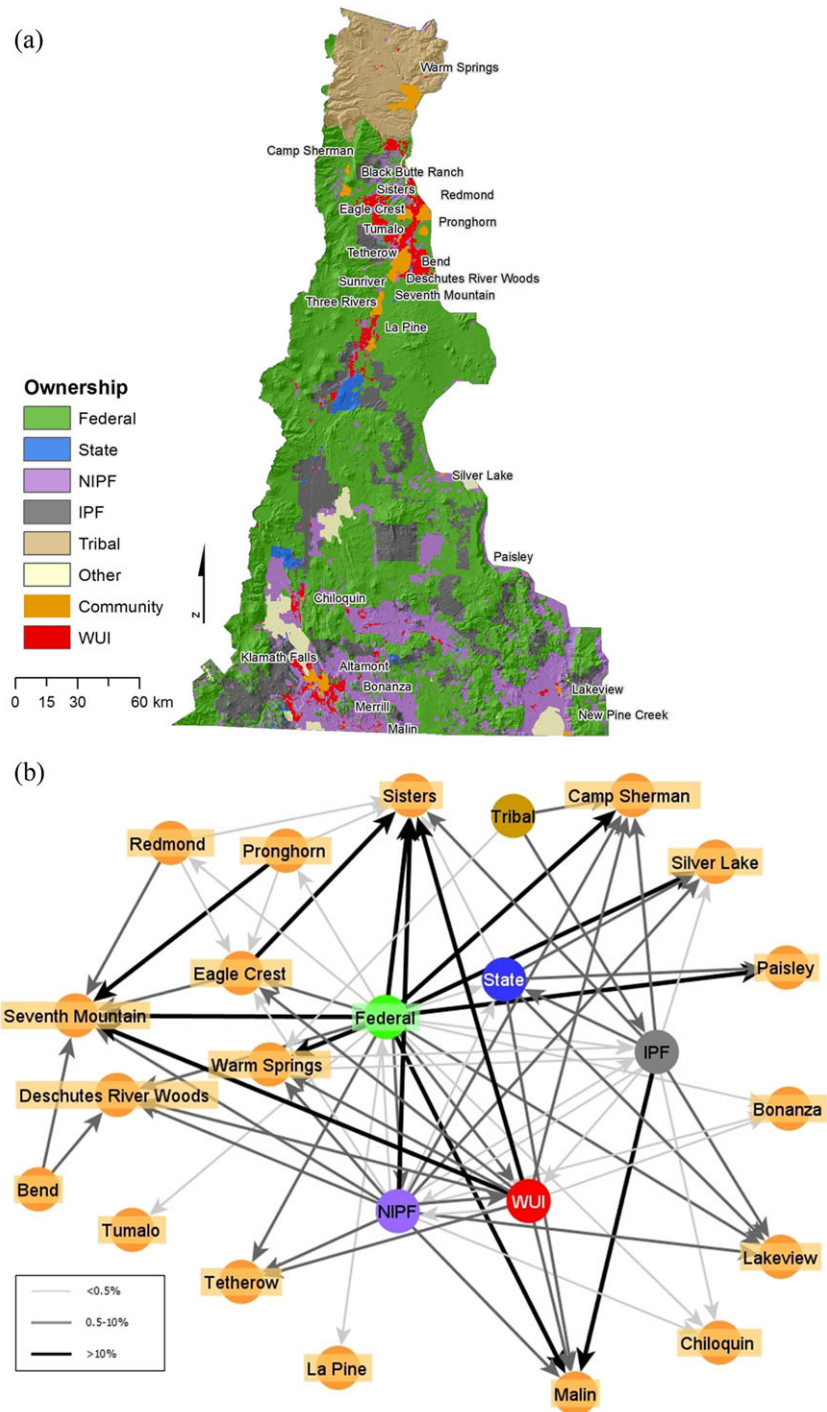 (a)
Warm Springs
Camp Sherman
Black Butte Ranch
Sisters
Redmond
Eagle Crest
Pronghorn
Tumalo
Tetherow
Bend
Deschutes River Woods
Sunriver
Seventh Mountain
Three Rivers
La Pine
Ownership
Federal
State
NIPF
IPF
Tribal
Other
Community
WUI
Silver Lake
Paisley
N
Chiloquin
Klamath Falls
Altamont
Bonanza
Lakeview
Merrill
New Pine Creek
Malin
0 15 30 60 km
(b)
Sisters
Tribal
Camp Sherman
Redmond
Pronghorn
Silver Lake
Eagle Crest
State
Paisley
Seventh Mountain
Federal
Warm Springs
IPF
Deschutes River Woods
Bonanza
Bend
NIPF
WUI
Tumalo
Lakeview
Tetherow
<0.5%
0.5-10%
>10%
Chiloquin
La Pine
Malin